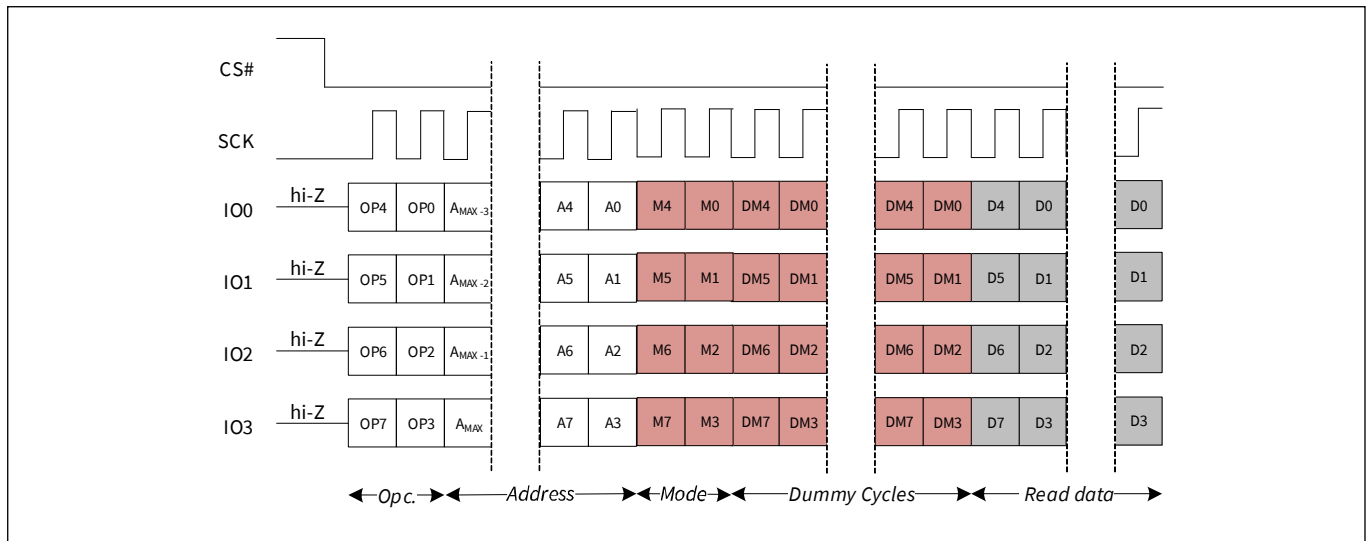 CS#
SCK
IO0 hi-Z OP4 OP0 AMAX-3 A4 A0 M4 M0 DM4 DM0 DM4 DM0 D4 D0 D0
IO1 hi-Z OP5 OP1 AMAX-2 A5 A1 M5 M1 DM5 DM1 DM5 DM1 D5 D1 D1
IO2 hi-Z OP6 OP2 AMAX-1 A6 A2 M6 M2 DM6 DM2 DM6 DM2 D6 D2 D2
IO3 hi-Z OP7 OP3 AMAX A7 A3 M7 M3 DM7 DM3 DM7 DM3 D7 D3 D3
Opc. Address Mode Dummy Cycles Read data